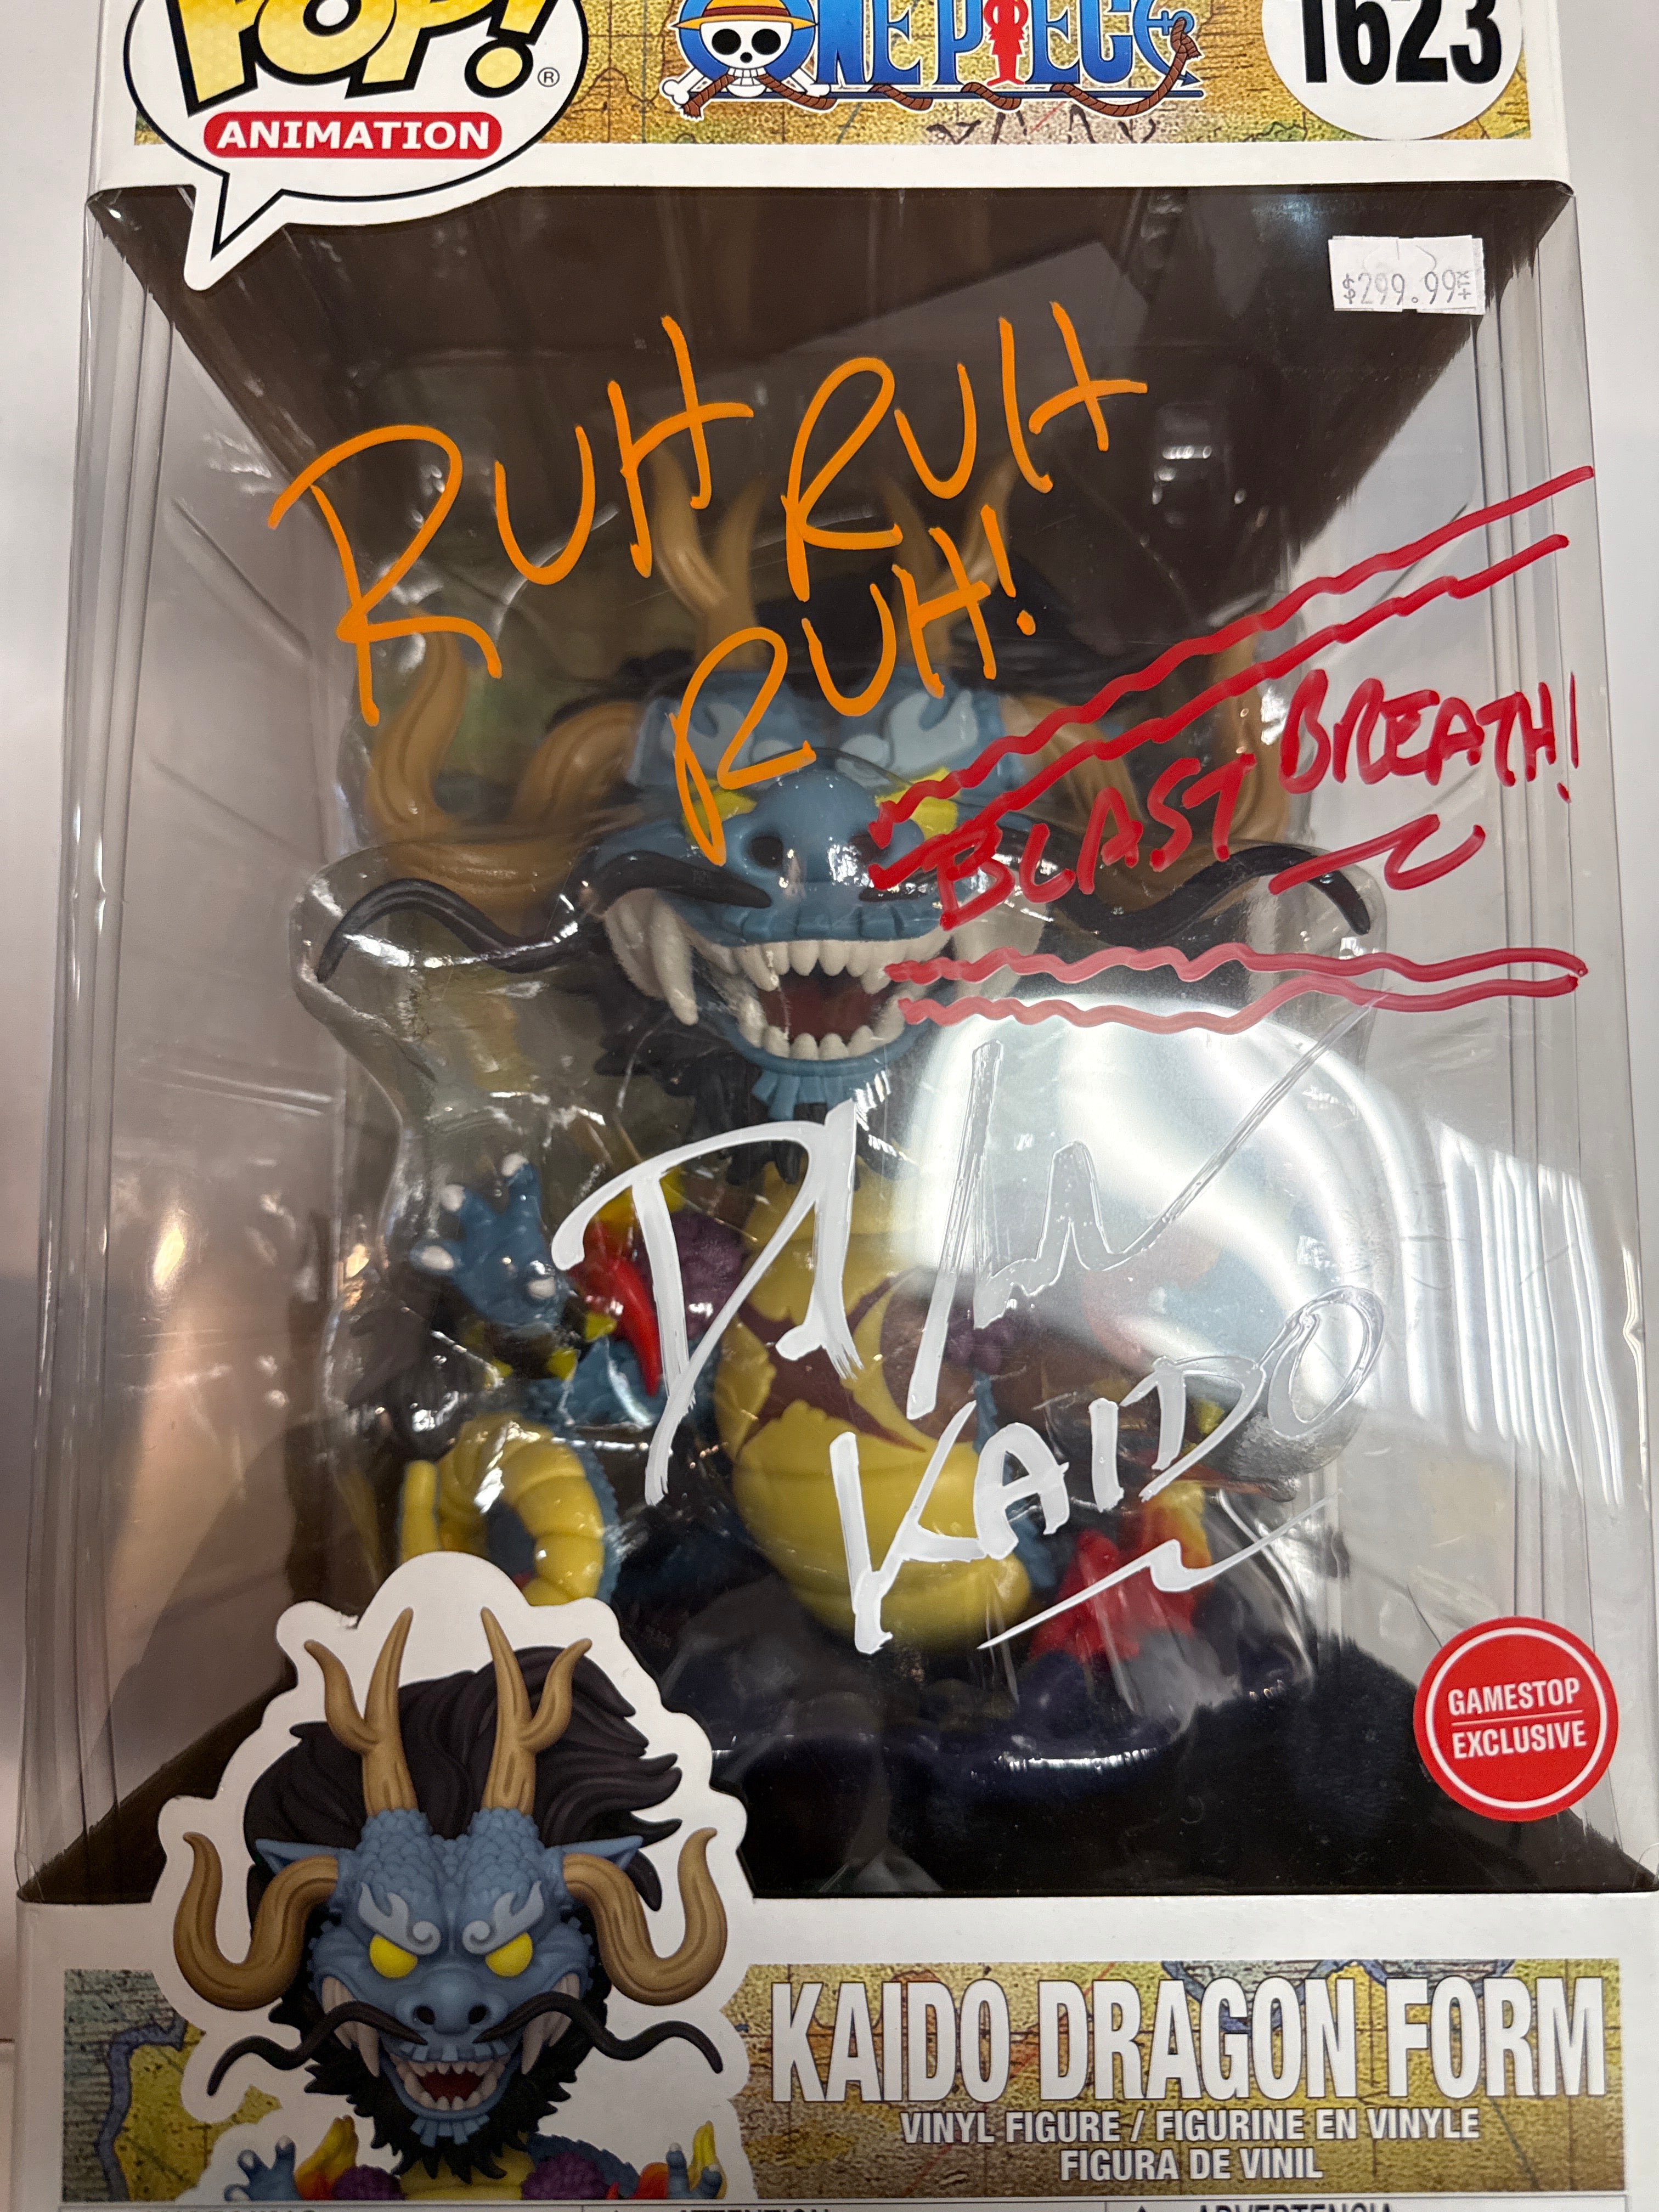 POP!
®
ANIMATION
ONE PIECE
1623
$299.99
RUH RUH
RUH!
BLAST BREATH!
KAIDO
GAMESTOP
EXCLUSIVE
KAIDO DRAGON FORM
VINYL FIGURE / FIGURINE EN VINYLE
FIGURA DE VINIL